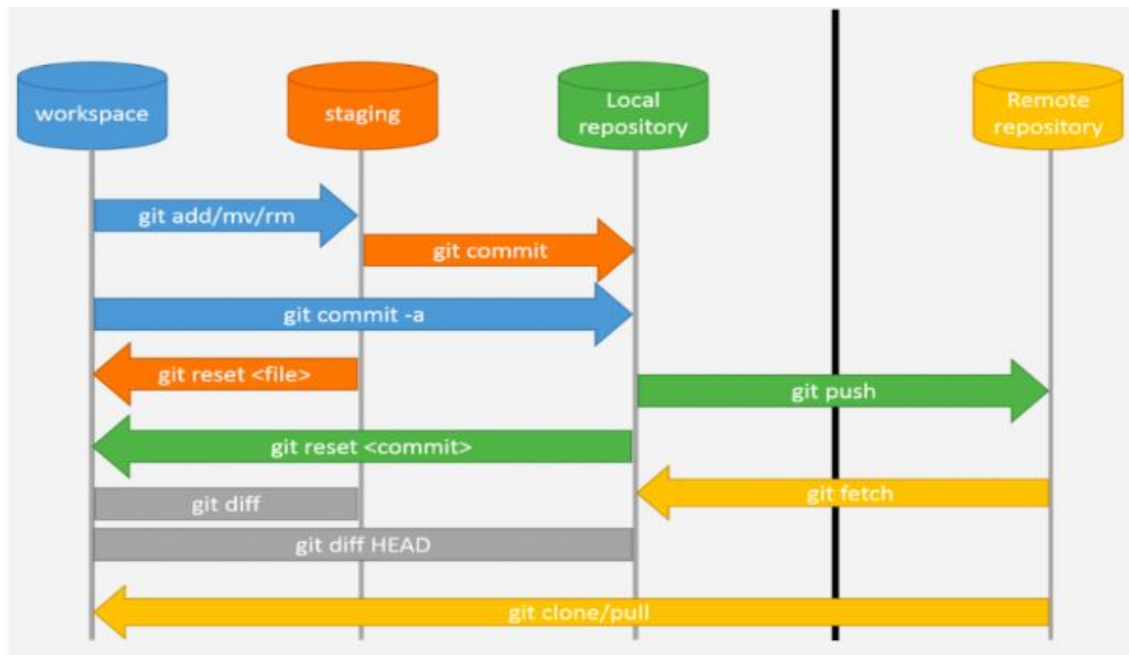 workspace
staging
Local
repository
Remote
repository
git add/mv/rm
git commit
git commit -a
git reset <file>
git push
git reset <commit>
git fetch
git diff
git diff HEAD
git clone/pull